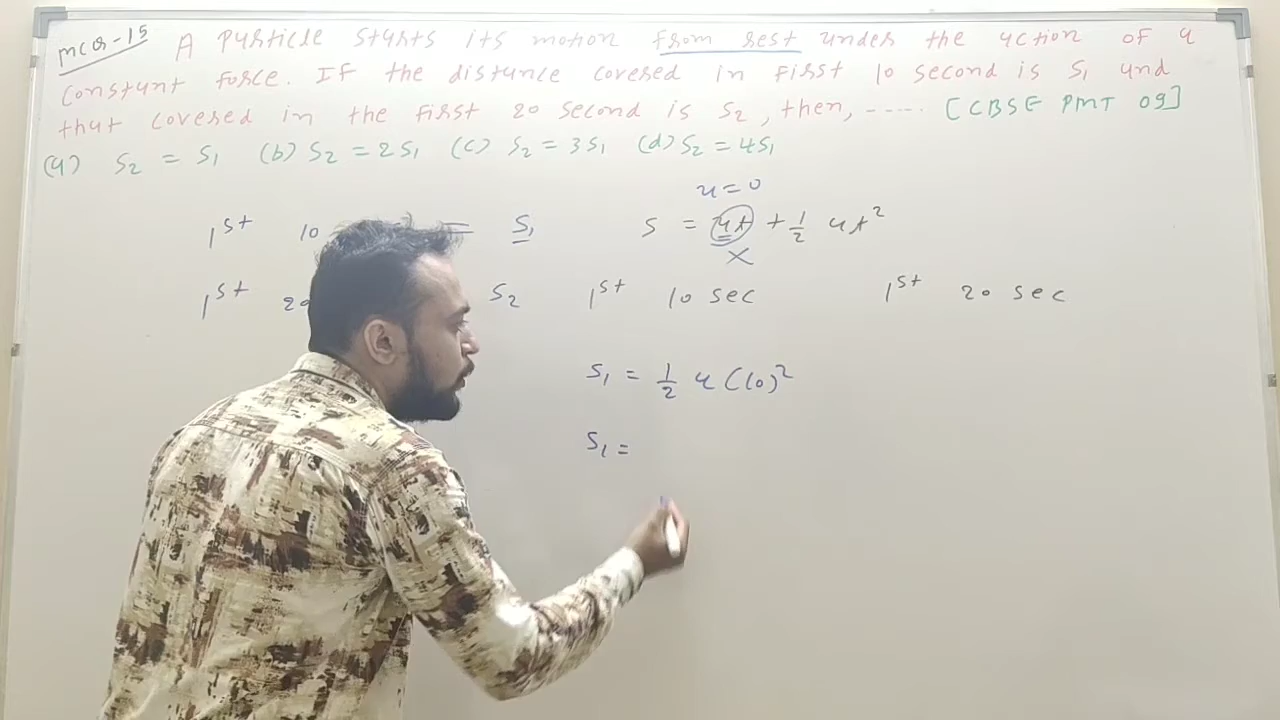 MCQ-15 A particle starts its motion from rest under the action of a
constant force. If the distance covered in first 10 second is S₁ and
that covered in the first 20 second is S₂, then, ...... [CBSE PMT 09]
(a) S₂ = S₁ (b) S₂ = 2S₁ (c) S₂ = 3S₁ (d) S₂ = 4S₁
u = 0
1st 10 = S₁ S = ut + 1/2 at²
×
1st 20 S₂ 1st 10 sec 1st 20 sec
S₁ = 1/2 a (10)²
S₁ =